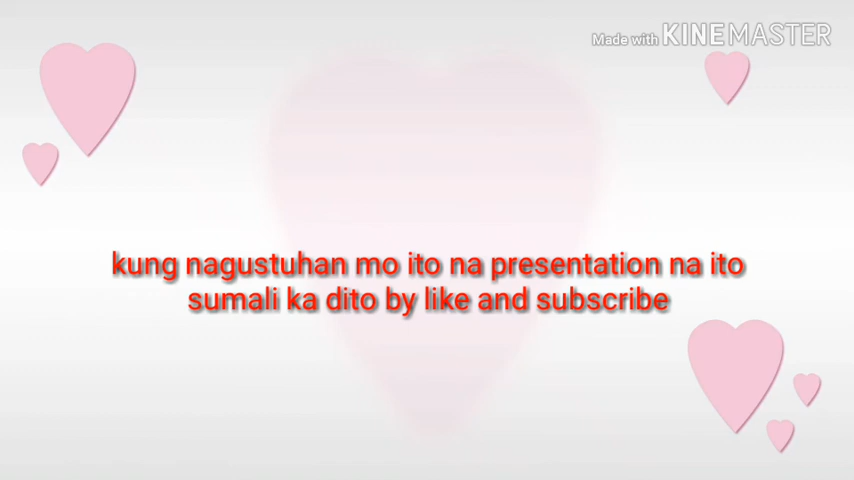 Made with KINEMASTER
kung nagustuhan mo ito na presentation na ito
sumali ka dito by like and subscribe